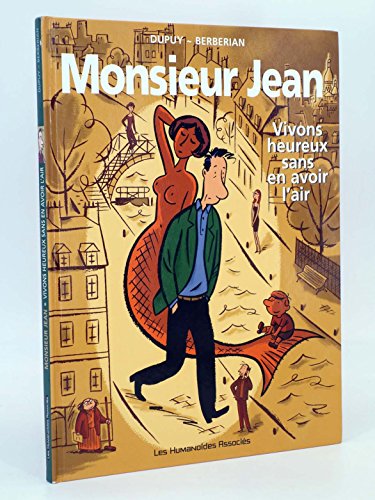 DUPUY - BERBERIAN
Monsieur Jean
Vivons
heureux
sans
en avoir
l'air
Les Humanoïdes Associés
MONSIEUR JEAN • VIVONS HEUREUX SANS EN AVOIR L'AIR